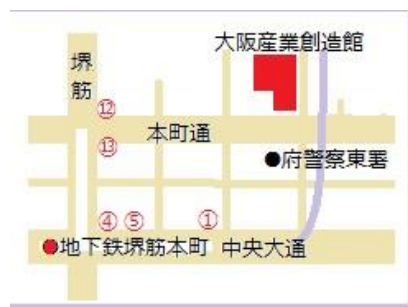 大阪産業創造館
堺
筋
⑫
本町通
⑬
●府警察東署
④ ⑤ ①
●地下鉄堺筋本町 中央大通